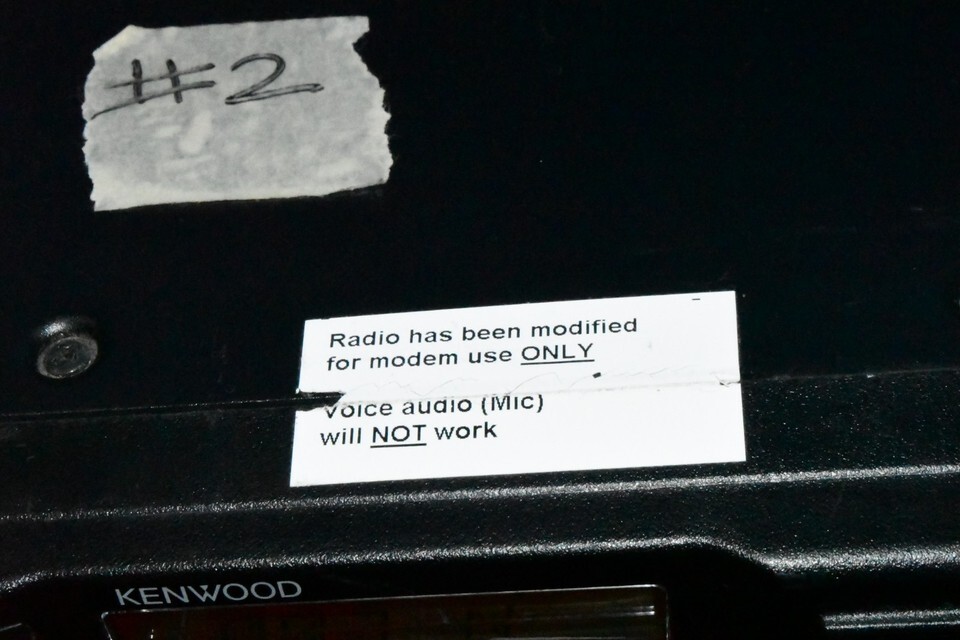 #2
Radio has been modified
for modem use ONLY
Voice audio (Mic)
will NOT work
KENWOOD